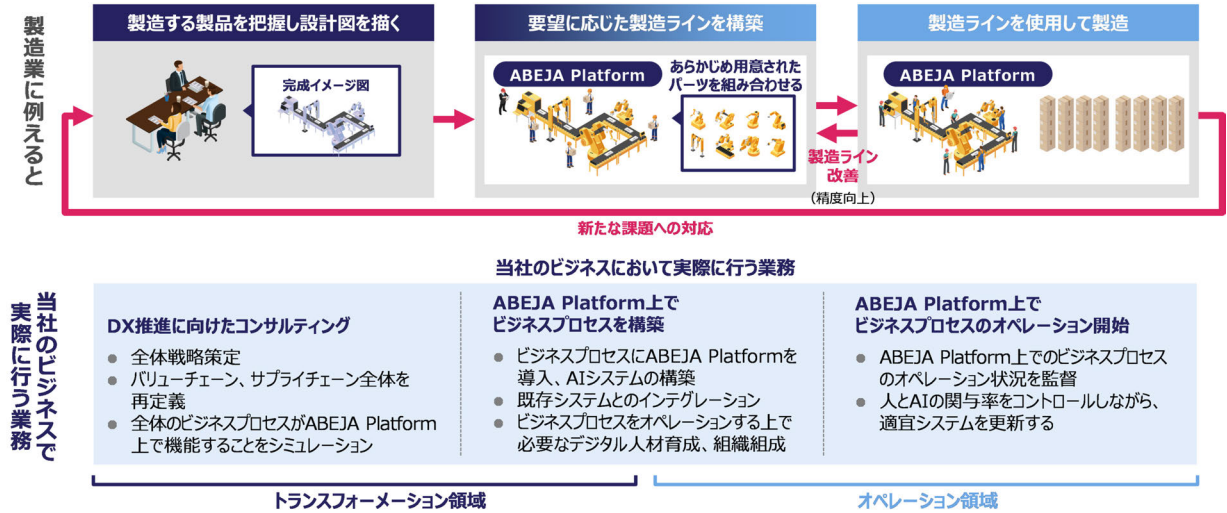 製造業に例えると
製造する製品を把握し設計図を描く
完成イメージ図
要望に応じた製造ラインを構築
ABEJA Platform
あらかじめ用意された
パーツを組み合わせる
製造ラインを使用して製造
ABEJA Platform
製造ライン
改善
(精度向上)
新たな課題への対応
当社のビジネスで
実際に行う業務
当社のビジネスにおいて実際に行う業務
DX推進に向けたコンサルティング
● 全体戦略策定
● バリューチェーン、サプライチェーン全体を
再定義
● 全体のビジネスプロセスがABEJA Platform
上で機能することをシミュレーション
ABEJA Platform上で
ビジネスプロセスを構築
● ビジネスプロセスにABEJA Platformを
導入、AIシステムの構築
● 既存システムとのインテグレーション
● ビジネスプロセスをオペレーションする上で
必要なデジタル人材育成、組織組成
ABEJA Platform上で
ビジネスプロセスのオペレーション開始
● ABEJA Platform上でのビジネスプロセス
のオペレーション状況を監督
● 人とAIの関与率をコントロールしながら、
適宜システムを更新する
トランスフォーメーション領域
オペレーション領域